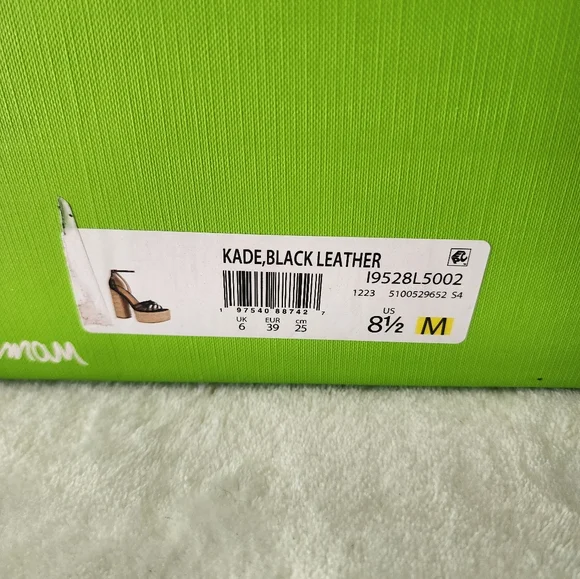 KADE,BLACK LEATHER
I9528L5002
1223 5100529652 S4
1 97540 88742 7
UK EUR cm US
6 39 25 8½ M